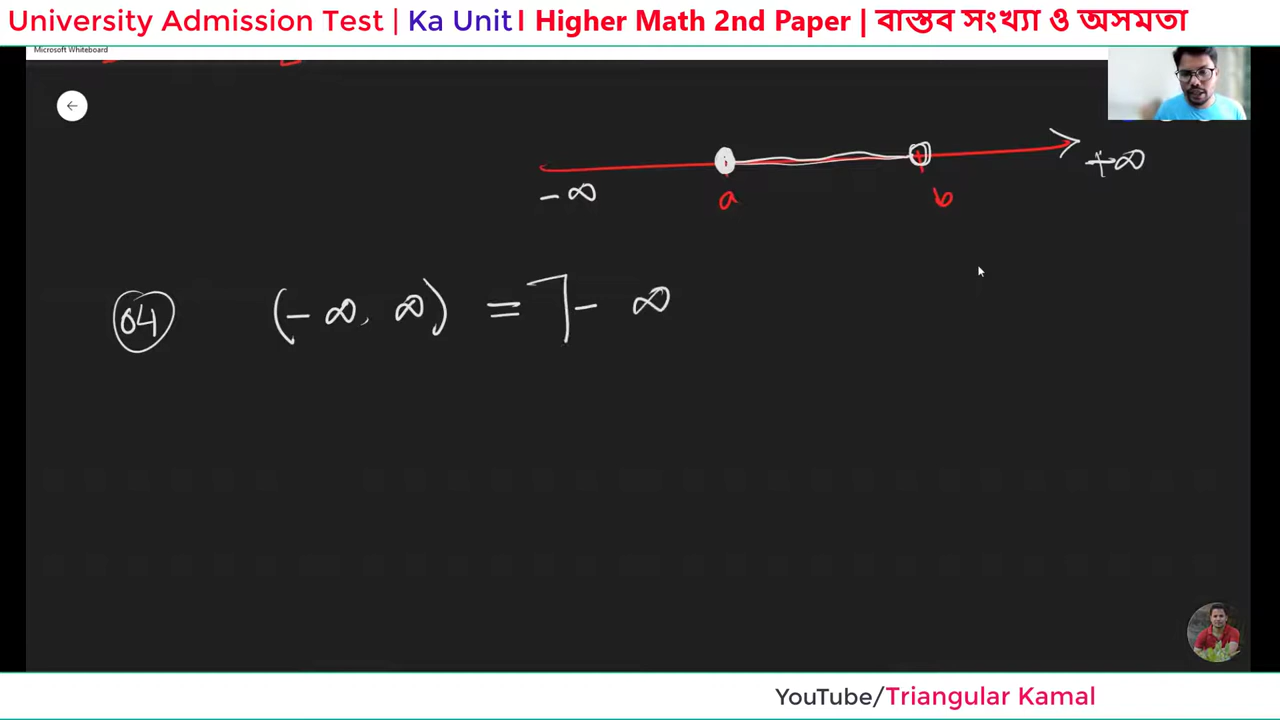 University Admission Test | Ka Unit। Higher Math 2nd Paper | বাস্তব সংখ্যা ও অসমতা
Microsoft Whiteboard
-∞ a b +∞
04 (-∞, ∞) = ]- ∞
YouTube/Triangular Kamal